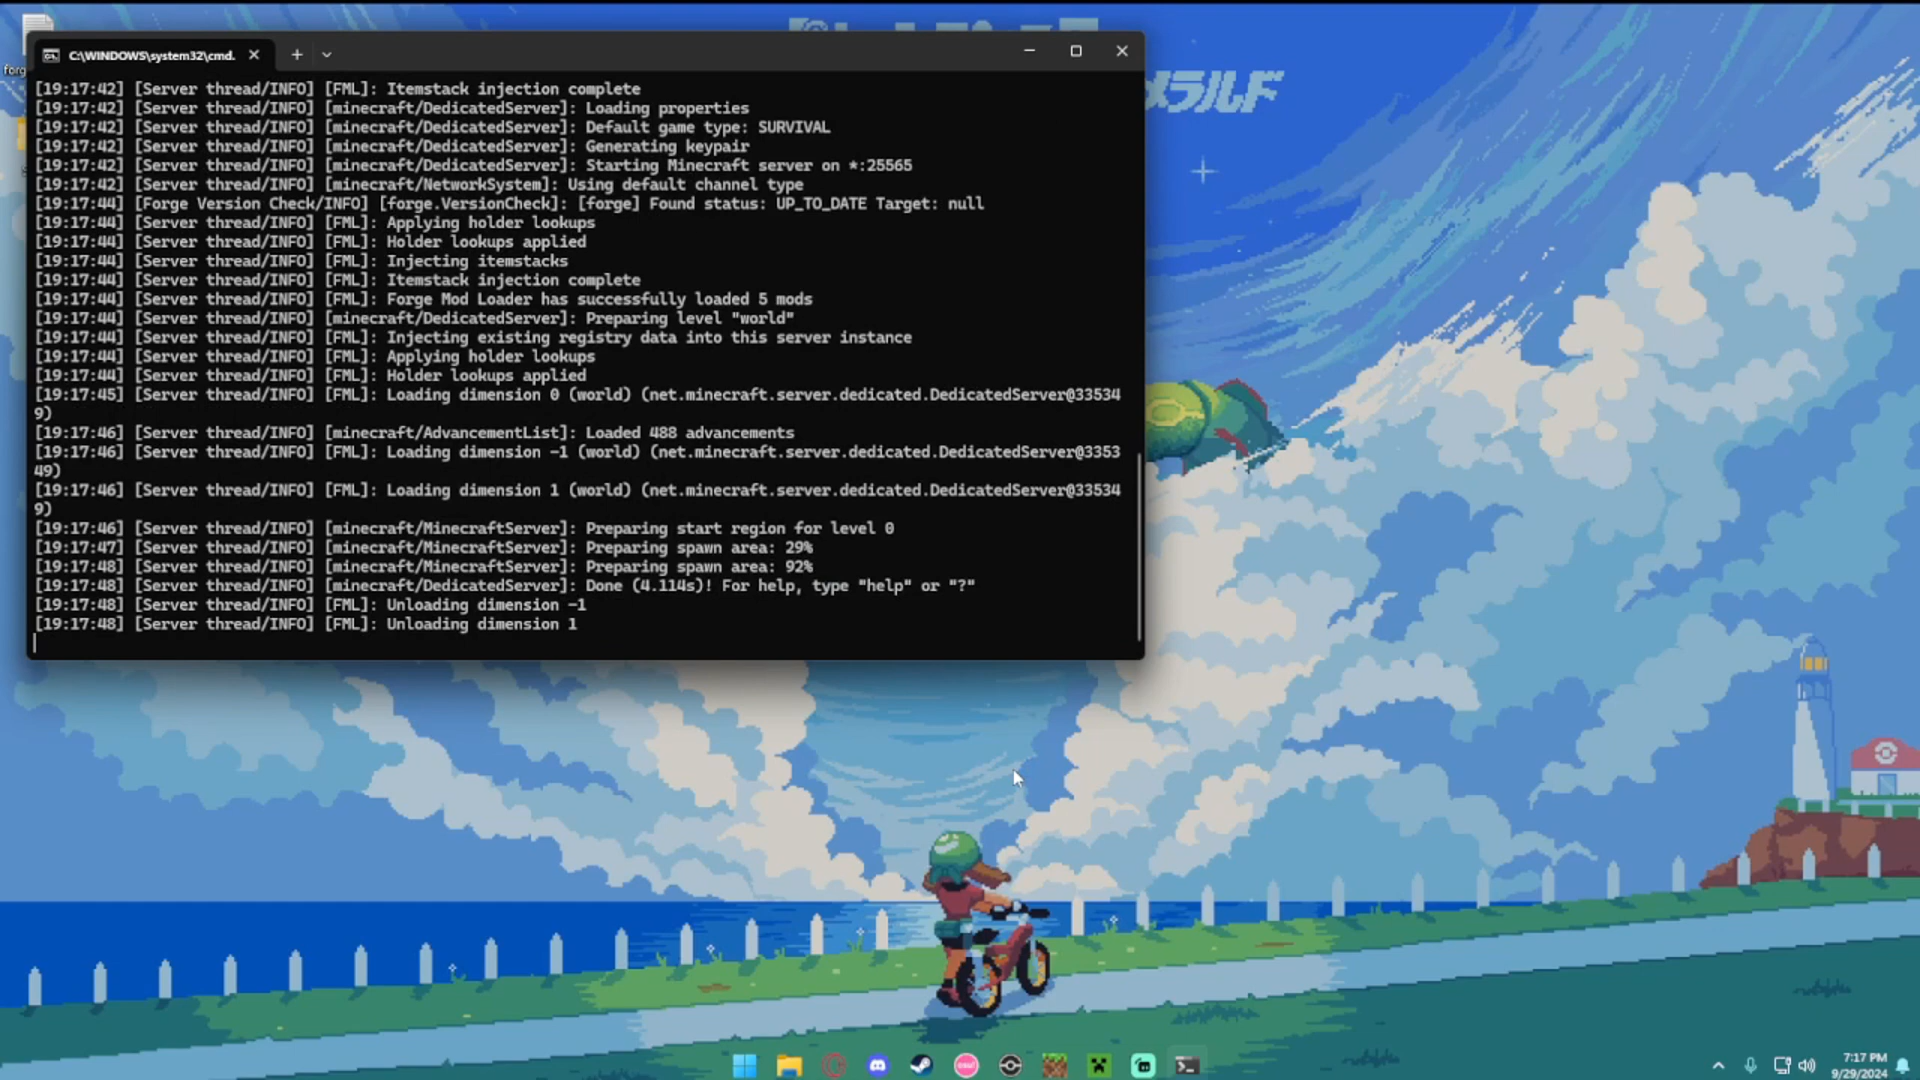 C:\WINDOWS\system32\cmd.
[19:17:42] [Server thread/INFO] [FML]: Itemstack injection complete
[19:17:42] [Server thread/INFO] [minecraft/DedicatedServer]: Loading properties
[19:17:42] [Server thread/INFO] [minecraft/DedicatedServer]: Default game type: SURVIVAL
[19:17:42] [Server thread/INFO] [minecraft/DedicatedServer]: Generating keypair
[19:17:42] [Server thread/INFO] [minecraft/DedicatedServer]: Starting Minecraft server on *:25565
[19:17:42] [Server thread/INFO] [minecraft/NetworkSystem]: Using default channel type
[19:17:44] [Forge Version Check/INFO] [forge.VersionCheck]: [forge] Found status: UP_TO_DATE Target: null
[19:17:44] [Server thread/INFO] [FML]: Applying holder lookups
[19:17:44] [Server thread/INFO] [FML]: Holder lookups applied
[19:17:44] [Server thread/INFO] [FML]: Injecting itemstacks
[19:17:44] [Server thread/INFO] [FML]: Itemstack injection complete
[19:17:44] [Server thread/INFO] [FML]: Forge Mod Loader has successfully loaded 5 mods
[19:17:44] [Server thread/INFO] [minecraft/DedicatedServer]: Preparing level "world"
[19:17:44] [Server thread/INFO] [FML]: Injecting existing registry data into this server instance
[19:17:44] [Server thread/INFO] [FML]: Applying holder lookups
[19:17:44] [Server thread/INFO] [FML]: Holder lookups applied
[19:17:45] [Server thread/INFO] [FML]: Loading dimension 0 (world) (net.minecraft.server.dedicated.DedicatedServer@33534
9)
[19:17:46] [Server thread/INFO] [minecraft/AdvancementList]: Loaded 488 advancements
[19:17:46] [Server thread/INFO] [FML]: Loading dimension -1 (world) (net.minecraft.server.dedicated.DedicatedServer@3353
49)
[19:17:46] [Server thread/INFO] [FML]: Loading dimension 1 (world) (net.minecraft.server.dedicated.DedicatedServer@33534
9)
[19:17:46] [Server thread/INFO] [minecraft/MinecraftServer]: Preparing start region for level 0
[19:17:47] [Server thread/INFO] [minecraft/MinecraftServer]: Preparing spawn area: 29%
[19:17:48] [Server thread/INFO] [minecraft/MinecraftServer]: Preparing spawn area: 92%
[19:17:48] [Server thread/INFO] [minecraft/DedicatedServer]: Done (4.114s)! For help, type "help" or "?"
[19:17:48] [Server thread/INFO] [FML]: Unloading dimension -1
[19:17:48] [Server thread/INFO] [FML]: Unloading dimension 1
forg
メラルド
osu!
7:17 PM
9/29/2024